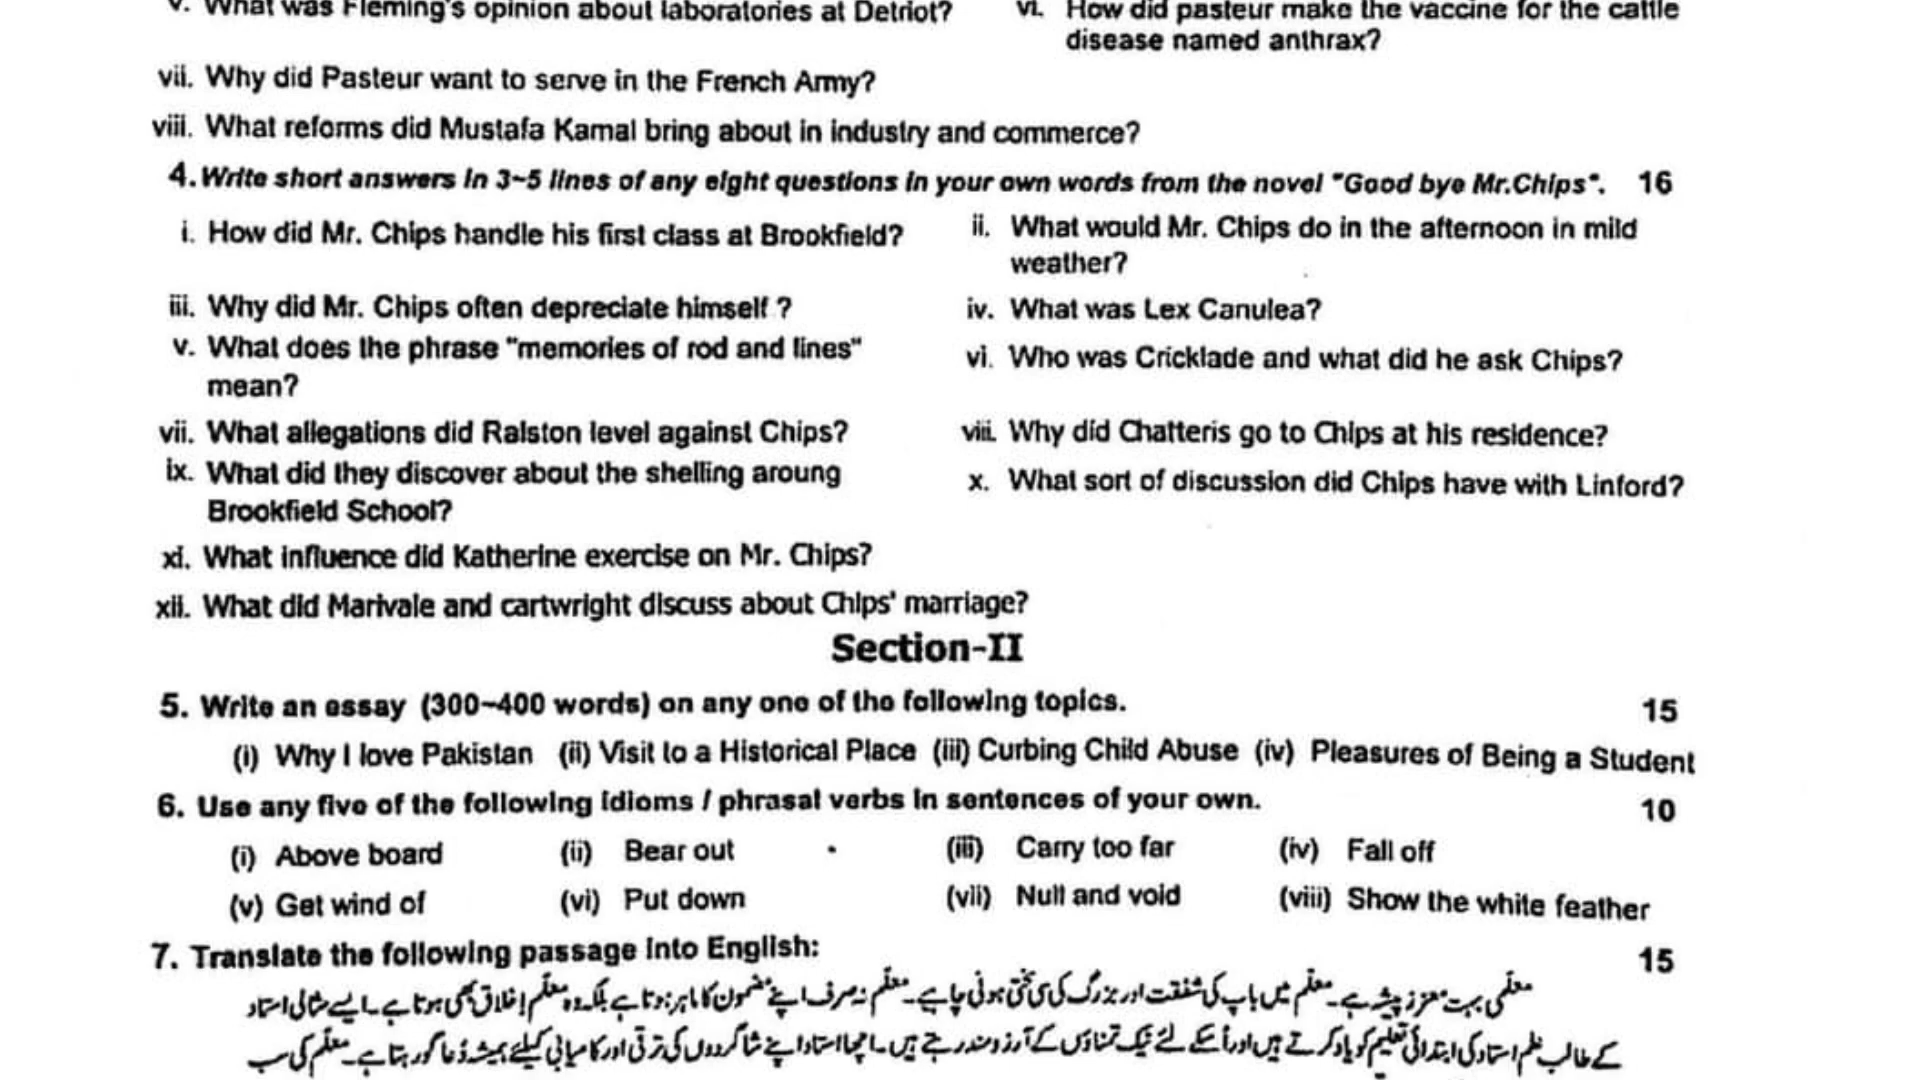 v. What was Fleming's opinion about laboratories at Detriot? vi. How did pasteur make the vaccine for the cattle
disease named anthrax?
vii. Why did Pasteur want to serve in the French Army?
viii. What reforms did Mustafa Kamal bring about in industry and commerce?
4. Write short answers in 3~5 lines of any eight questions in your own words from the novel "Good bye Mr.Chips". 16
i. How did Mr. Chips handle his first class at Brookfield? ii. What would Mr. Chips do in the afternoon in mild
weather?
iii. Why did Mr. Chips often depreciate himself ? iv. What was Lex Canulea?
v. What does the phrase "memories of rod and lines" vi. Who was Cricklade and what did he ask Chips?
mean?
vii. What allegations did Ralston level against Chips? viii. Why did Chatteris go to Chips at his residence?
ix. What did they discover about the shelling aroung x. What sort of discussion did Chips have with Linford?
Brookfield School?
xi. What influence did Katherine exercise on Mr. Chips?
xii. What did Marivale and cartwright discuss about Chips' marriage?
Section-II
5. Write an essay (300~400 words) on any one of the following topics. 15
(i) Why I love Pakistan (ii) Visit to a Historical Place (iii) Curbing Child Abuse (iv) Pleasures of Being a Student
6. Use any five of the following idioms / phrasal verbs in sentences of your own. 10
(i) Above board (ii) Bear out (iii) Carry too far (iv) Fall off
(v) Get wind of (vi) Put down (vii) Null and void (viii) Show the white feather
7. Translate the following passage into English: 15
معلمی بہت معزز پیشہ ہے۔ معلم میں باپ کی شفقت اور بزرگ کی سی سختی ہونی چاہیے۔ معلم نہ صرف اپنے مضمون کا ماہر ہوتا ہے بلکہ وہ معلم اخلاق بھی ہوتا ہے۔ ایسے مثالی استاد
کے طالب علم استاد کی ابتدائی تعلیم کو یاد کرتے ہیں اور اُسکے لئے نیک تمناؤں کے آرزومند رہتے ہیں۔ اچھا استاد اپنے شاگردوں کی ترقی اور کامیابی کیلئے ہمیشہ دُعا گو رہتا ہے۔ معلم کی سب